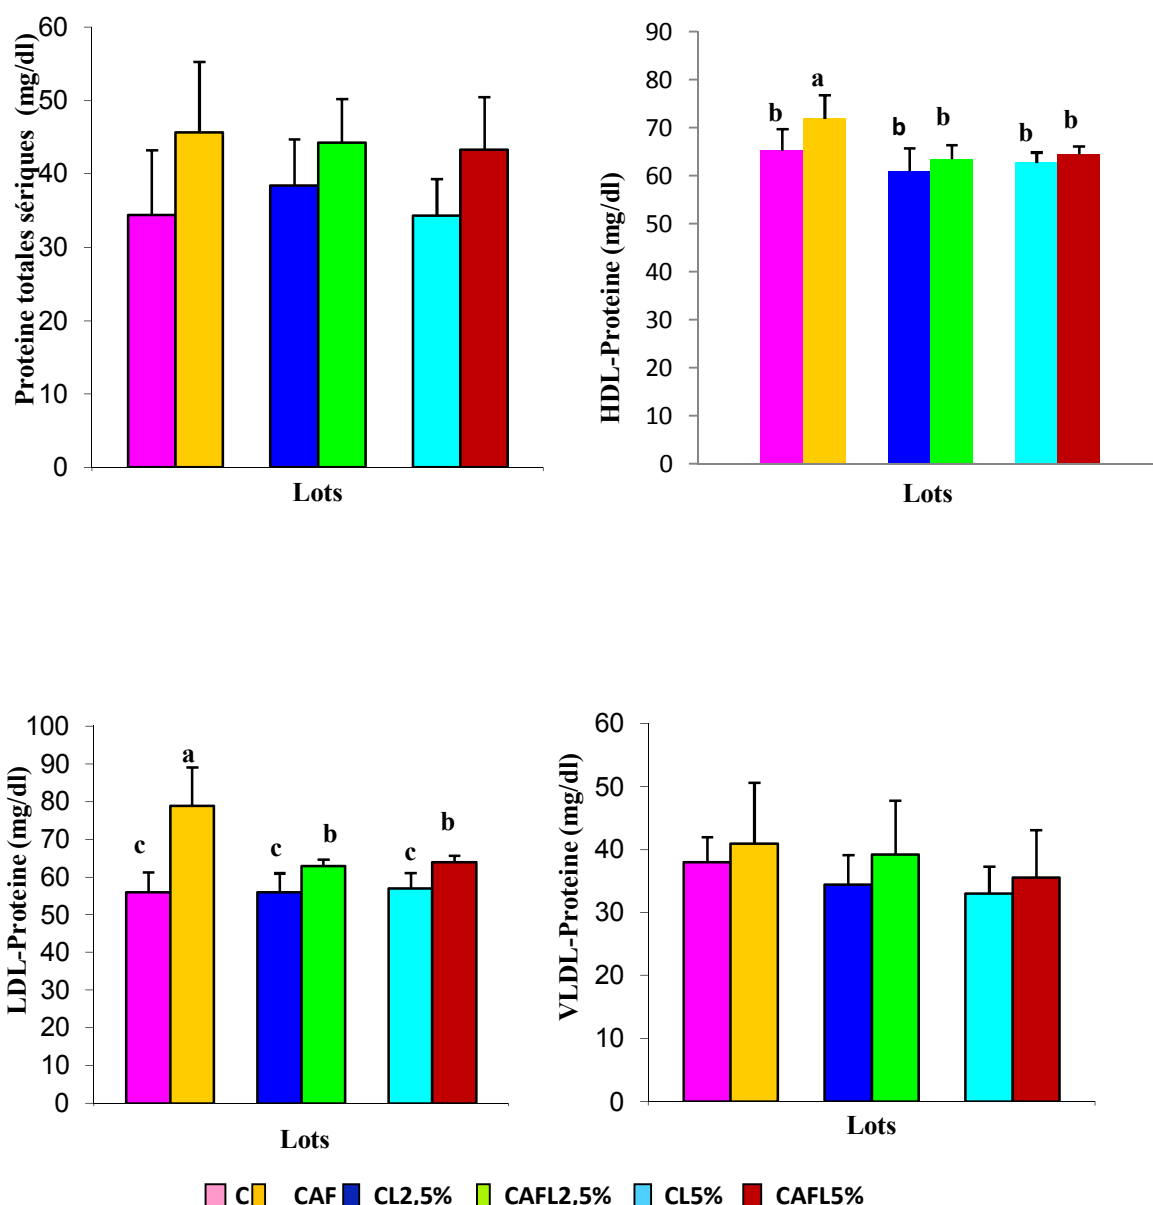 Proteine totales sériques (mg/dl)
60
50
40
30
20
10
0
Lots
HDL-Proteine (mg/dl)
90
80
70
60
50
40
30
20
10
0
b
a
b
b
b
b
Lots
LDL-Proteine (mg/dl)
100
90
80
70
60
50
40
30
20
10
0
c
a
c
b
c
b
Lots
VLDL-Proteine (mg/dl)
60
50
40
30
20
10
0
Lots
C CAF CL2,5% CAFL2,5% CL5% CAFL5%